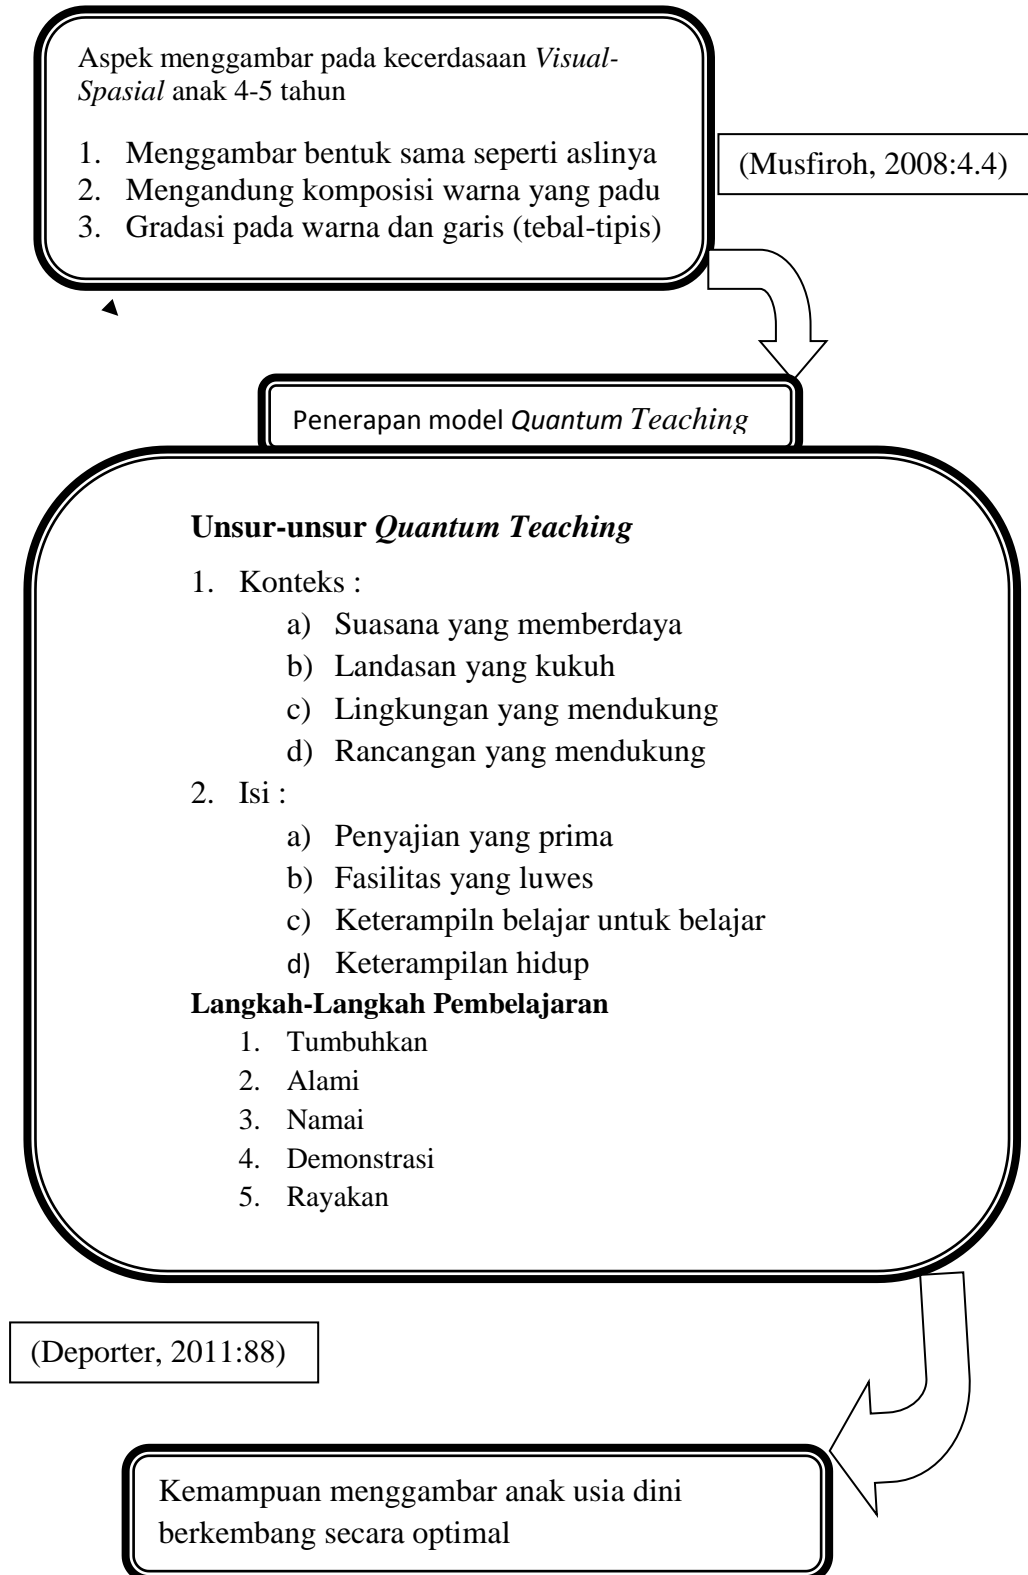 Aspek menggambar pada kecerdasaan Visual-
Spasial anak 4-5 tahun
1. Menggambar bentuk sama seperti aslinya
2. Mengandung komposisi warna yang padu
3. Gradasi pada warna dan garis (tebal-tipis)
(Musfiroh, 2008:4.4)
Penerapan model Quantum Teaching
Unsur-unsur Quantum Teaching
1. Konteks :
a) Suasana yang memberdaya
b) Landasan yang kukuh
c) Lingkungan yang mendukung
d) Rancangan yang mendukung
2. Isi :
a) Penyajian yang prima
b) Fasilitas yang luwes
c) Keterampiln belajar untuk belajar
d) Keterampilan hidup
Langkah-Langkah Pembelajaran
1. Tumbuhkan
2. Alami
3. Namai
4. Demonstrasi
5. Rayakan
(Deporter, 2011:88)
Kemampuan menggambar anak usia dini
berkembang secara optimal